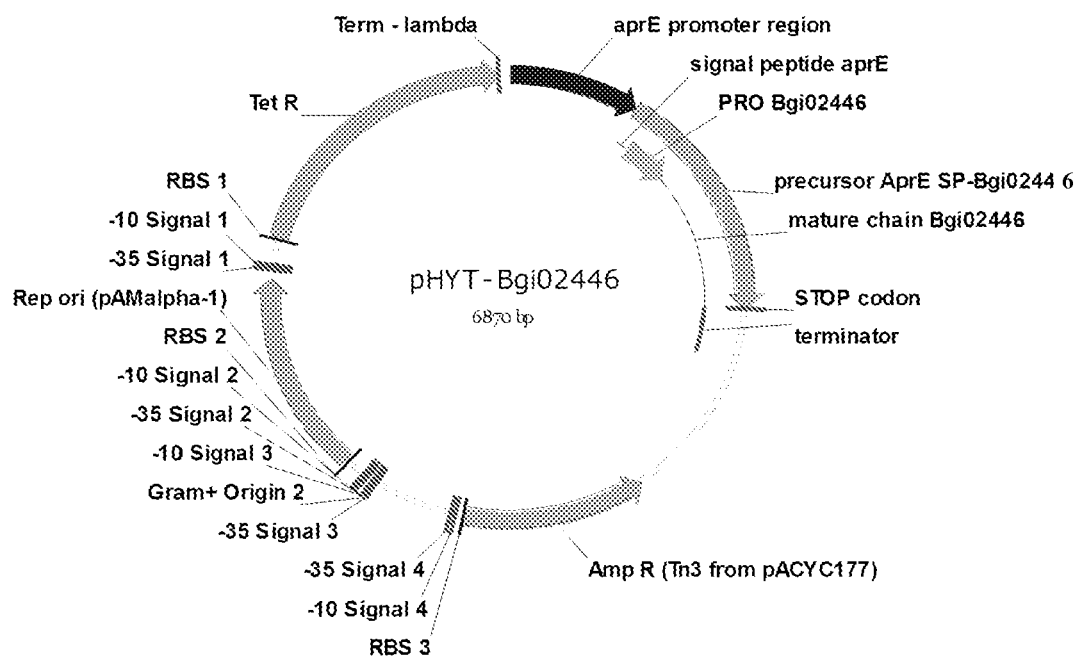 Term - lambda
aprE promoter region
signal peptide aprE
PRO Bgi02446
Tet R
precursor AprE SP-Bgi0244 6
mature chain Bgi02446
RBS 1
-10 Signal 1
-35 Signal 1
Rep ori (pAMalpha-1)
RBS 2
-10 Signal 2
-35 Signal 2
-10 Signal 3
Gram+ Origin 2
-35 Signal 3
pHYT-Bgi02446
6870 bp
STOP codon
terminator
-35 Signal 4
-10 Signal 4
RBS 3
Amp R (Tn3 from pACYC177)